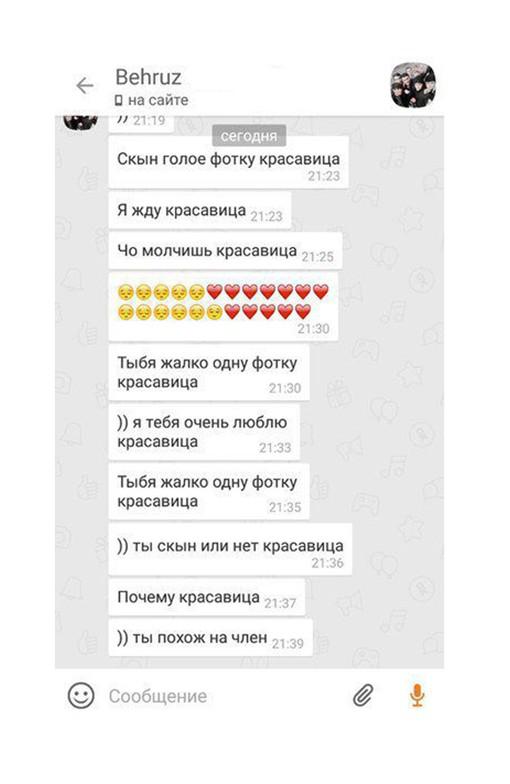 Behruz
на сайте
)) 21:19
сегодня
Скын голое фотку красавица
21:23
Я жду красавица 21:23
Чо молчишь красавица 21:25
😔😔😔😔😔❤❤❤❤❤❤❤
😔😔😔😔😔😔❤❤❤❤❤
21:30
Тыбя жалко одну фотку
красавица 21:30
)) я тебя очень люблю
красавица 21:33
Тыбя жалко одну фотку
красавица 21:35
)) ты скын или нет красавица
21:36
Почему красавица 21:37
)) ты похож на член 21:39
Сообщение